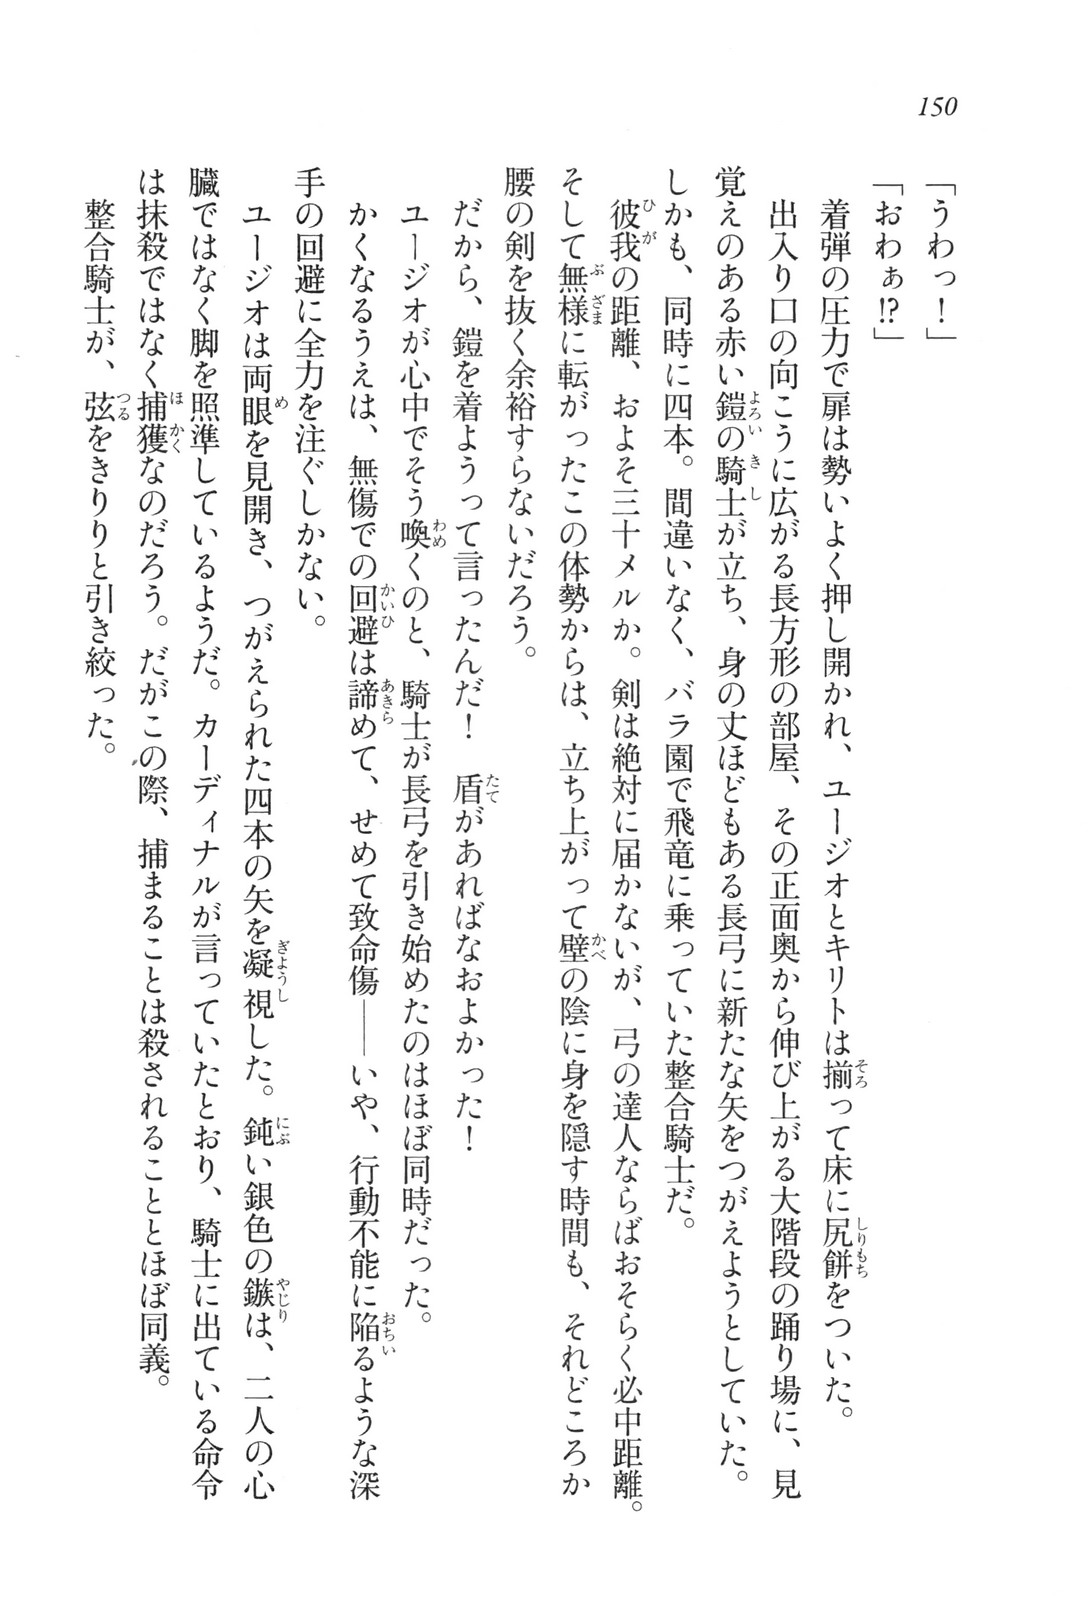 150
「うわっ！」
「おわぁ!?」
　着弾の圧力で扉は勢いよく押し開かれ、ユージオとキリトは揃って床に尻餅をついた。
　出入り口の向こうに広がる長方形の部屋、その正面奥から伸び上がる大階段の踊り場に、見
覚えのある赤い鎧の騎士が立ち、身の丈ほどもある長弓に新たな矢をつがえようとしていた。
しかも、同時に四本。間違いなく、バラ園で飛竜に乗っていた整合騎士だ。
　彼我の距離、およそ三十メルか。剣は絶対に届かないが、弓の達人ならばおそらく必中距離。
そして無様に転がったこの体勢からは、立ち上がって壁の陰に身を隠す時間も、それどころか
腰の剣を抜く余裕すらないだろう。
　だから、鎧を着ようって言ったんだ！　盾があればなおよかった！
　ユージオが心中でそう喚くのと、騎士が長弓を引き始めたのはほぼ同時だった。
　かくなるうえは、無傷での回避は諦めて、せめて致命傷――いや、行動不能に陥るような深
手の回避に全力を注ぐしかない。
　ユージオは両眼を見開き、つがえられた四本の矢を凝視した。鈍い銀色の鏃は、二人の心
臓ではなく脚を照準しているようだ。カーディナルが言っていたとおり、騎士に出ている命令
は抹殺ではなく捕獲なのだろう。だがこの際、捕まることは殺されることとほぼ同義。
　整合騎士が、弦をきりりと引き絞った。